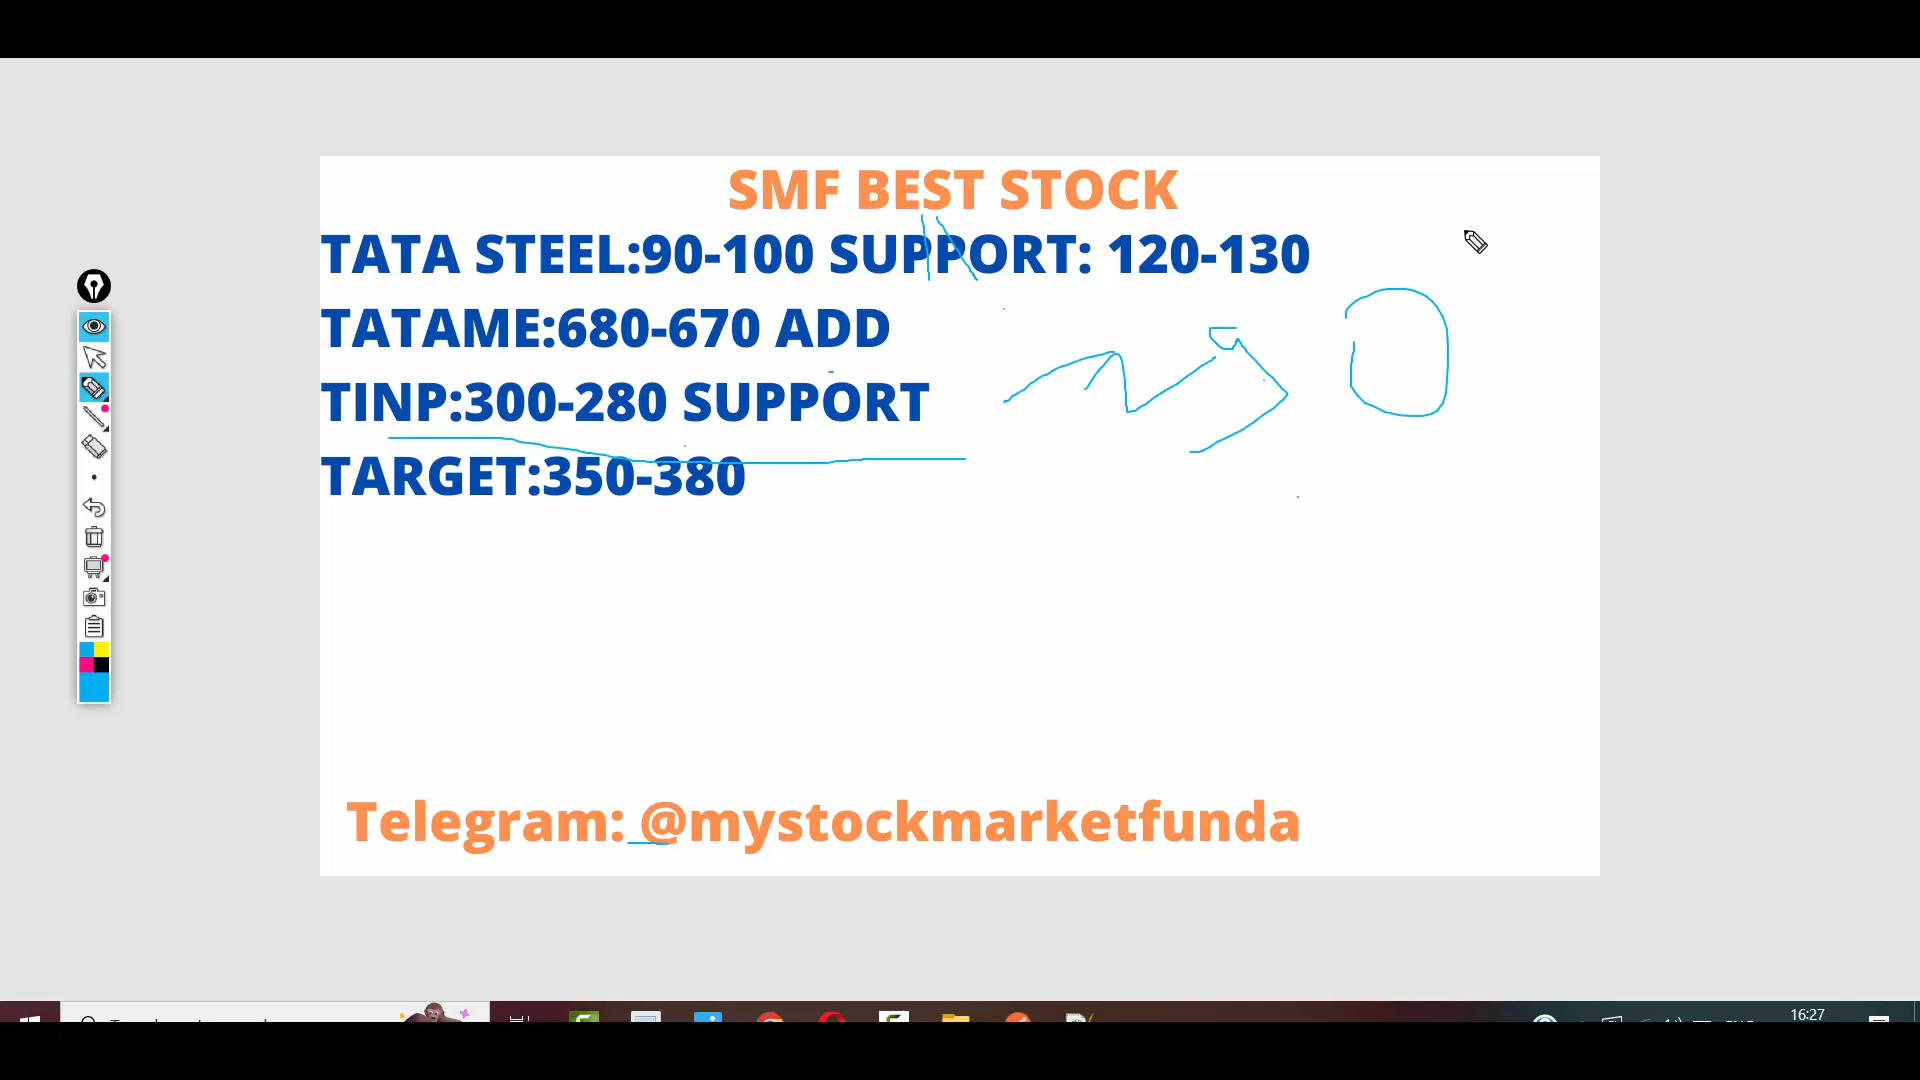 SMF BEST STOCK
TATA STEEL:90-100 SUPPORT: 120-130
TATAME:680-670 ADD
TINP:300-280 SUPPORT
TARGET:350-380
Telegram: @mystockmarketfunda
16:27